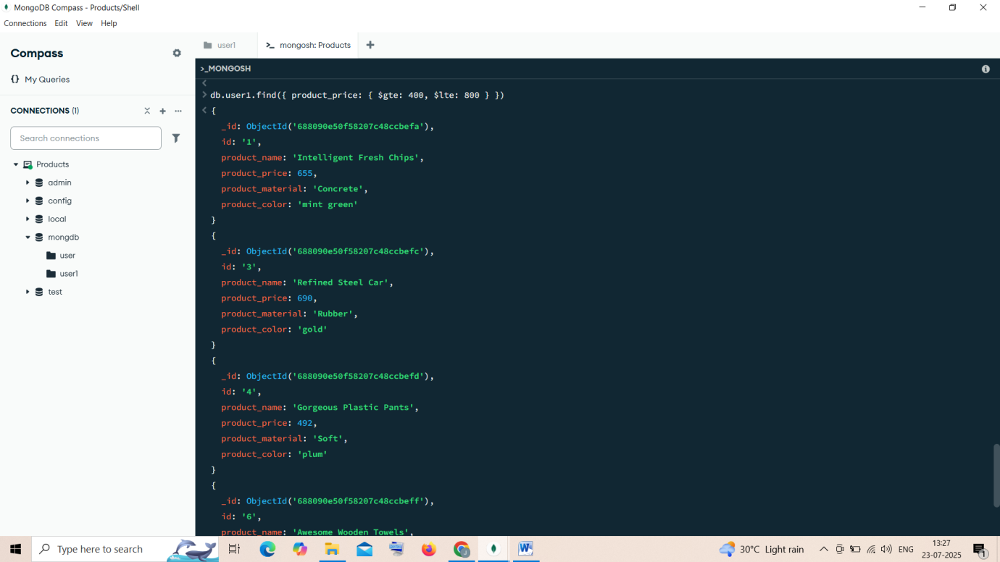 MongoDB Compass - Products/Shell
Connections Edit View Help
Compass
My Queries
CONNECTIONS (1)
Search connections
Products
admin
config
local
mongdb
user
user1
test
user1
>_ mongosh: Products
>_MONGOSH
db.user1.find({ product_price: { $gte: 400, $lte: 800 } })
{
_id: ObjectId('688090e50f58207c48ccbefa'),
id: '1',
product_name: 'Intelligent Fresh Chips',
product_price: 655,
product_material: 'Concrete',
product_color: 'mint green'
}
{
_id: ObjectId('688090e50f58207c48ccbefc'),
id: '3',
product_name: 'Refined Steel Car',
product_price: 690,
product_material: 'Rubber',
product_color: 'gold'
}
{
_id: ObjectId('688090e50f58207c48ccbefd'),
id: '4',
product_name: 'Gorgeous Plastic Pants',
product_price: 492,
product_material: 'Soft',
product_color: 'plum'
}
{
_id: ObjectId('688090e50f58207c48ccbeff'),
id: '6',
product_name: 'Awesome Wooden Towels',
Type here to search
30°C Light rain
ENG
13:27
23-07-2025
1